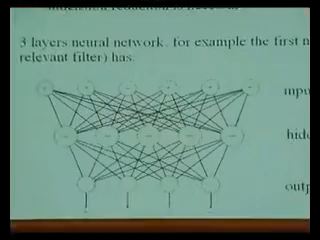 3 layers neural network. for example the first n
relevant filter) has
inpu
hidd
outp